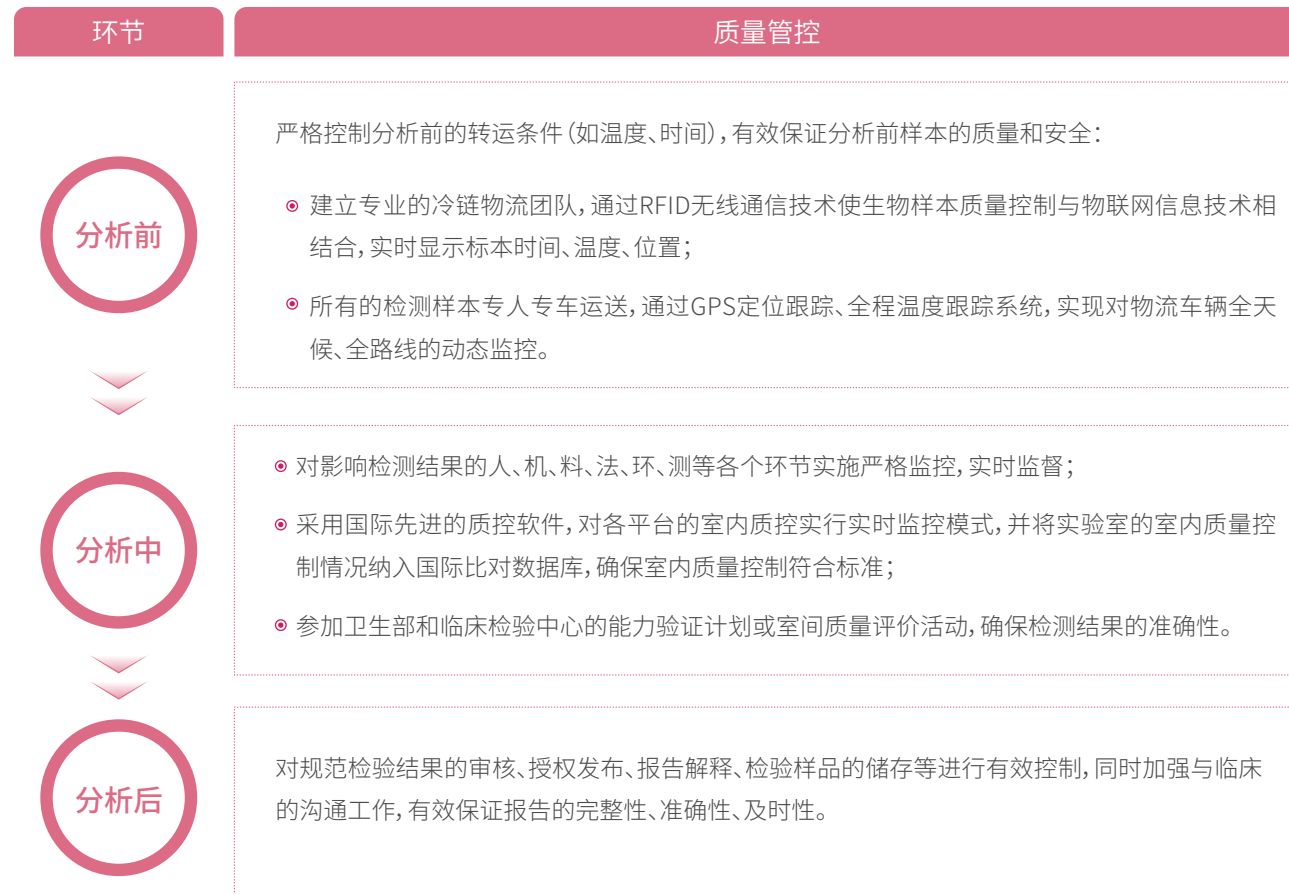 环节
质量管控
分析前
严格控制分析前的转运条件（如温度、时间），有效保证分析前样本的质量和安全：
建立专业的冷链物流团队，通过RFID无线通信技术使生物样本质量控制与物联网信息技术相
结合，实时显示标本时间、温度、位置；
所有的检测样本专人专车运送，通过GPS定位跟踪、全程温度跟踪系统，实现对物流车辆全天
候、全路线的动态监控。
分析中
对影响检测结果的人、机、料、法、环、测等各个环节实施严格监控，实时监督；
采用国际先进的质控软件，对各平台的室内质控实行实时监控模式，并将实验室的室内质量控
制情况纳入国际比对数据库，确保室内质量控制符合标准；
参加卫生部和临床检验中心的能力验证计划或室间质量评价活动，确保检测结果的准确性。
分析后
对规范检验结果的审核、授权发布、报告解释、检验样品的储存等进行有效控制，同时加强与临床
的沟通工作，有效保证报告的完整性、准确性、及时性。